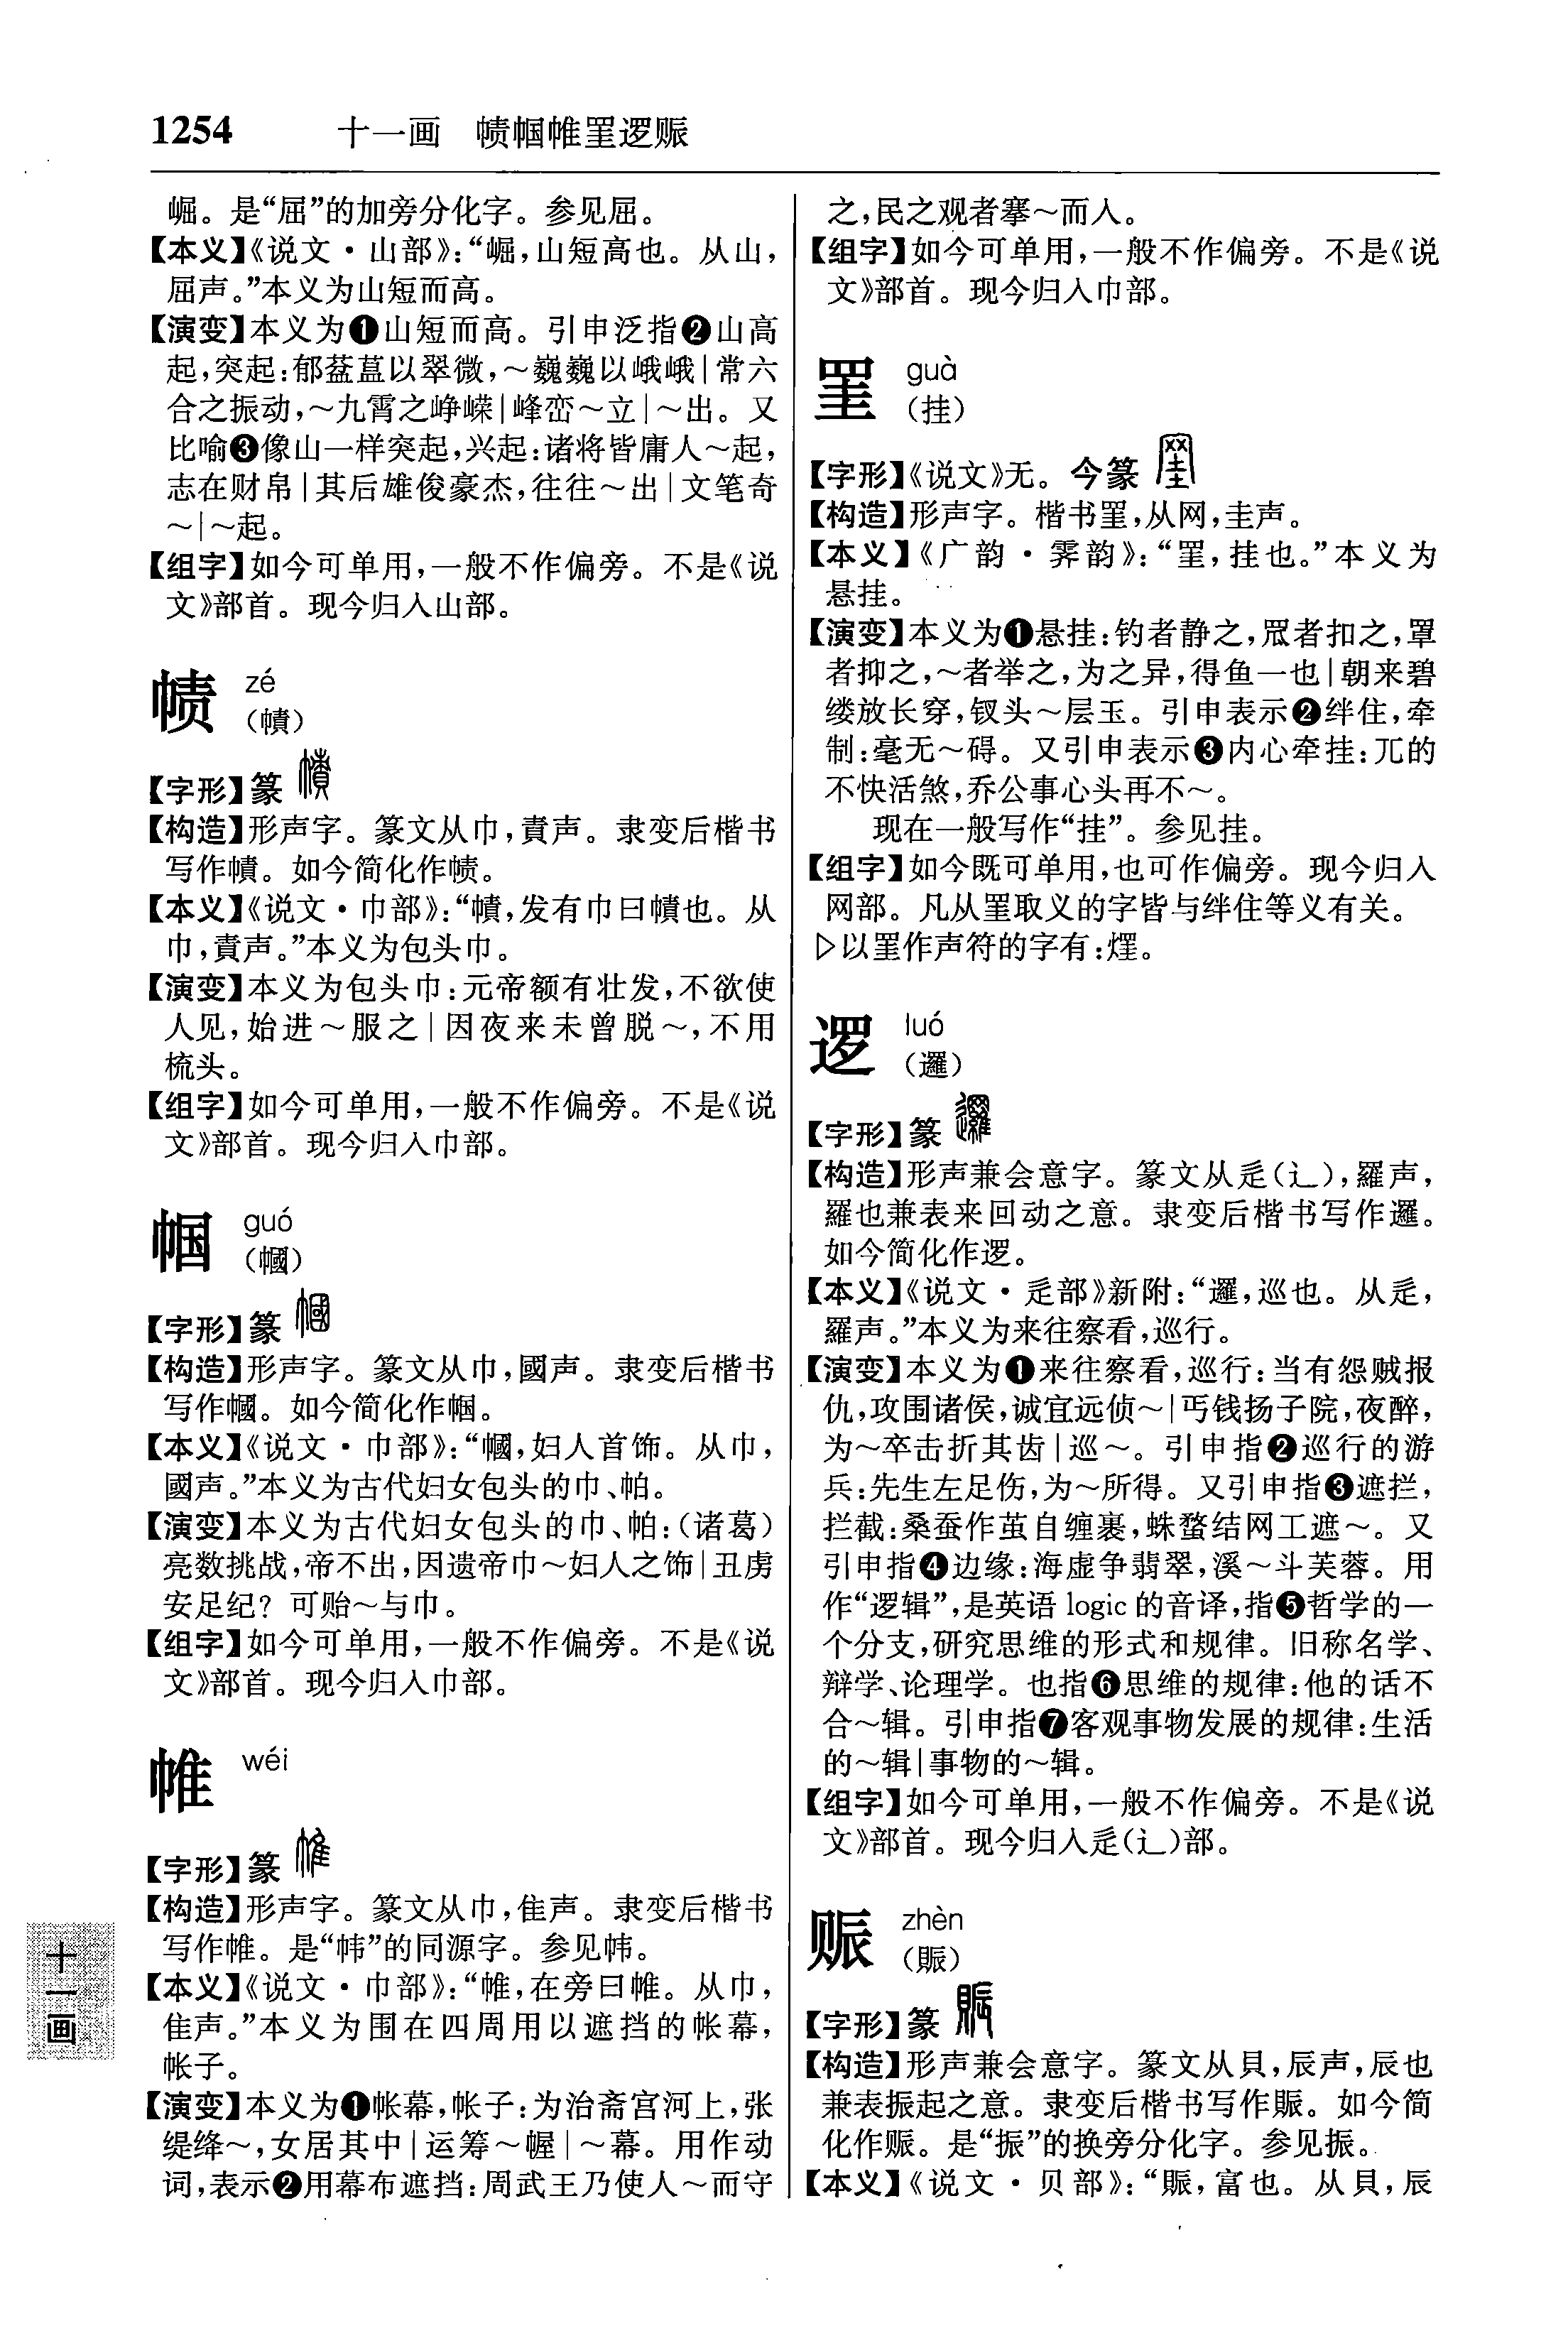 1254 十一画 帻帼帷罣逻赈
崛。是“屈”的加旁分化字。参见屈。
【本义】《说文·山部》：“崛，山短高也。从山，
屈声。”本义为山短而高。
【演变】本义为❶山短而高。引申泛指❷山高
起，突起：郁葐蒕以翠微，～巍巍以峨峨|常六
合之振动，～九霄之峥嵘|峰峦～立|～出。又
比喻❸像山一样突起，兴起：诸将皆庸人～起，
志在财帛|其后雄俊豪杰，往往～出|文笔奇
～|～起。
【组字】如今可单用，一般不作偏旁。不是《说
文》部首。现今归入山部。
帻 zé
（幘）
【字形】篆
【构造】形声字。篆文从巾，責声。隶变后楷书
写作幘。如今简化作帻。
【本义】《说文·巾部》：“幘，发有巾曰幘也。从
巾，責声。”本义为包头巾。
【演变】本义为包头巾：元帝额有壮发，不欲使
人见，始进～服之|因夜来未曾脱～，不用
梳头。
【组字】如今可单用，一般不作偏旁。不是《说
文》部首。现今归入巾部。
帼 guó
（幗）
【字形】篆
【构造】形声字。篆文从巾，國声。隶变后楷书
写作幗。如今简化作帼。
【本义】《说文·巾部》：“幗，妇人首饰。从巾，
國声。”本义为古代妇女包头的巾、帕。
【演变】本义为古代妇女包头的巾、帕：（诸葛）
亮数挑战，帝不出，因遗帝巾～妇人之饰|丑虏
安足纪？可贻～与巾。
【组字】如今可单用，一般不作偏旁。不是《说
文》部首。现今归入巾部。
帷 wéi
【字形】篆
【构造】形声字。篆文从巾，隹声。隶变后楷书
写作帷。是“帏”的同源字。参见帏。
【本义】《说文·巾部》：“帷，在旁曰帷。从巾，
隹声。”本义为围在四周用以遮挡的帐幕，
帐子。
【演变】本义为❶帐幕，帐子：为治斋宫河上，张
缇绛～，女居其中|运筹～幄|～幕。用作动
词，表示❷用幕布遮挡：周武王乃使人～而守
之，民之观者搴～而入。
【组字】如今可单用，一般不作偏旁。不是《说
文》部首。现今归入巾部。
罣 guà
（挂）
【字形】《说文》无。今篆
【构造】形声字。楷书罣，从网，圭声。
【本义】《广韵·霁韵》：“罣，挂也。”本义为
悬挂。
【演变】本义为❶悬挂：钓者静之，罛者扣之，罩
者抑之，～者举之，为之异，得鱼一也|朝来碧
缕放长穿，钗头～层玉。引申表示❷绊住，牵
制：毫无～碍。又引申表示❸内心牵挂：兀的
不快活煞，乔公事心头再不～。
现在一般写作“挂”。参见挂。
【组字】如今既可单用，也可作偏旁。现今归入
网部。凡从罣取义的字皆与绊住等义有关。
▷以罣作声符的字有：㷰。
逻 luó
（邏）
【字形】篆
【构造】形声兼会意字。篆文从辵（辶），羅声，
羅也兼表来回动之意。隶变后楷书写作邏。
如今简化作逻。
【本义】《说文·辵部》新附：“邏，巡也。从辵，
羅声。”本义为来往察看，巡行。
【演变】本义为❶来往察看，巡行：当有怨贼报
仇，攻围诸侯，诚宜远侦～|丐钱扬子院，夜醉，
为～卒击折其齿|巡～。引申指❷巡行的游
兵：先生左足伤，为～所得。又引申指❸遮拦，
拦截：桑蚕作茧自缠裹，蛛蝥结网工遮～。又
引申指❹边缘：海虚争翡翠，溪～斗芙蓉。用
作“逻辑”，是英语 logic 的音译，指❺哲学的一
个分支，研究思维的形式和规律。旧称名学、
辩学、论理学。也指❻思维的规律：他的话不
合～辑。引申指❼客观事物发展的规律：生活
的～辑|事物的～辑。
【组字】如今可单用，一般不作偏旁。不是《说
文》部首。现今归入辵（辶）部。
赈 zhèn
（賑）
【字形】篆
【构造】形声兼会意字。篆文从貝，辰声，辰也
兼表振起之意。隶变后楷书写作賑。如今简
化作赈。是“振”的换旁分化字。参见振。
【本义】《说文·贝部》：“賑，富也。从貝，辰
十一画